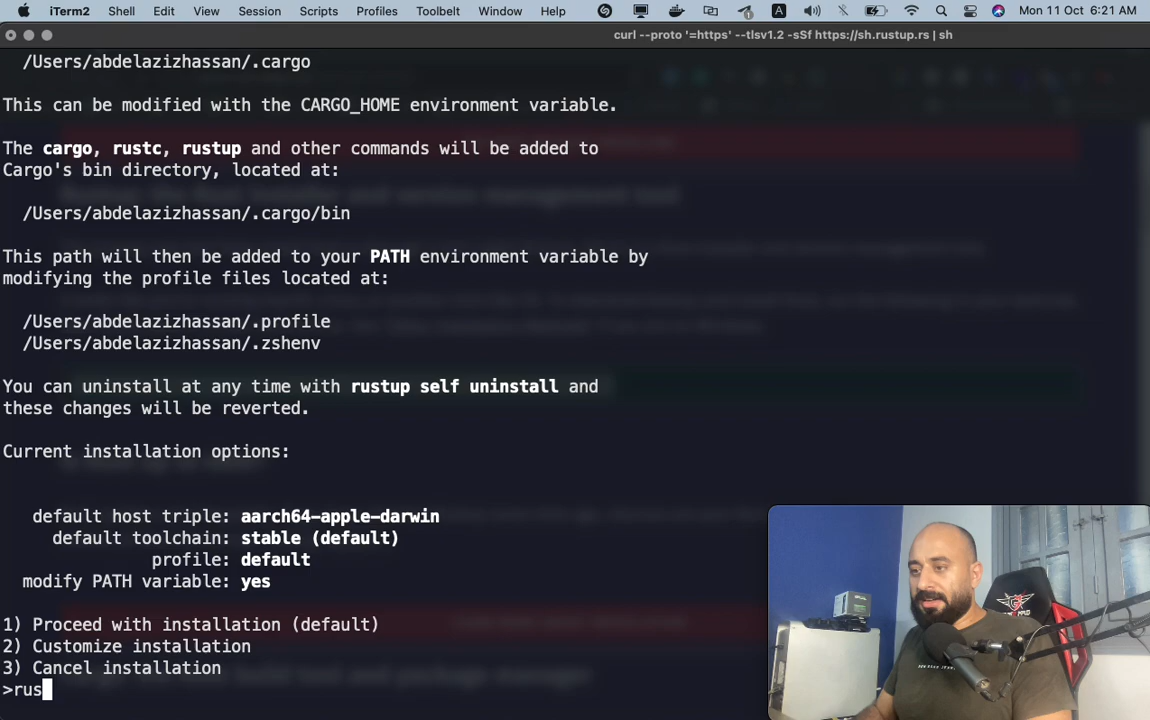 iTerm2 Shell Edit View Session Scripts Profiles Toolbelt Window Help A Mon 11 Oct 6:21 AM
curl --proto '=https' --tlsv1.2 -sSf https://sh.rustup.rs | sh
/Users/abdelazizhassan/.cargo
This can be modified with the CARGO_HOME environment variable.
The cargo, rustc, rustup and other commands will be added to
Cargo's bin directory, located at:
/Users/abdelazizhassan/.cargo/bin
This path will then be added to your PATH environment variable by
modifying the profile files located at:
/Users/abdelazizhassan/.profile
/Users/abdelazizhassan/.zshenv
You can uninstall at any time with rustup self uninstall and
these changes will be reverted.
Current installation options:
default host triple: aarch64-apple-darwin
default toolchain: stable (default)
profile: default
modify PATH variable: yes
1) Proceed with installation (default)
2) Customize installation
3) Cancel installation
>rus